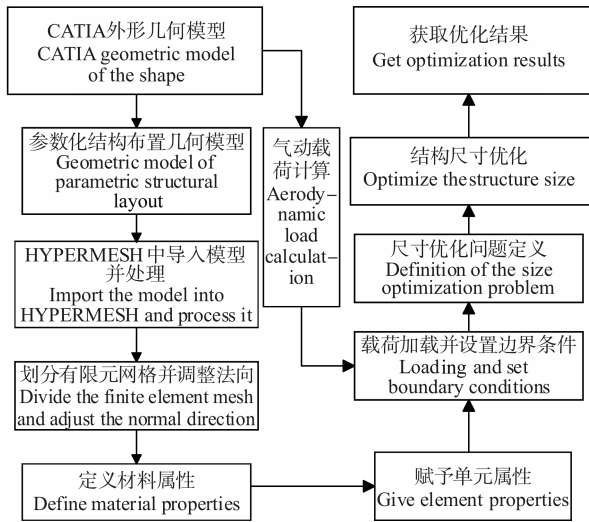 CATIA外形几何模型
CATIA geometric model
of the shape
参数化结构布置几何模型
Geometric model of
parametric structural
layout
HYPERMESH中导入模型
并处理
Import the model into
HYPERMESH and process it
划分有限元网格并调整法向
Divide the finite element mesh
and adjust the normal direction
定义材料属性
Define material properties
气动载
荷计算
Aerody-
namic
load
calculat-
ion
赋予单元属性
Give element properties
载荷加载并设置边界条件
Loading and set
boundary conditions
尺寸优化问题定义
Definition of the size
optimization problem
结构尺寸优化
Optimize thestructure size
获取优化结果
Get optimization results